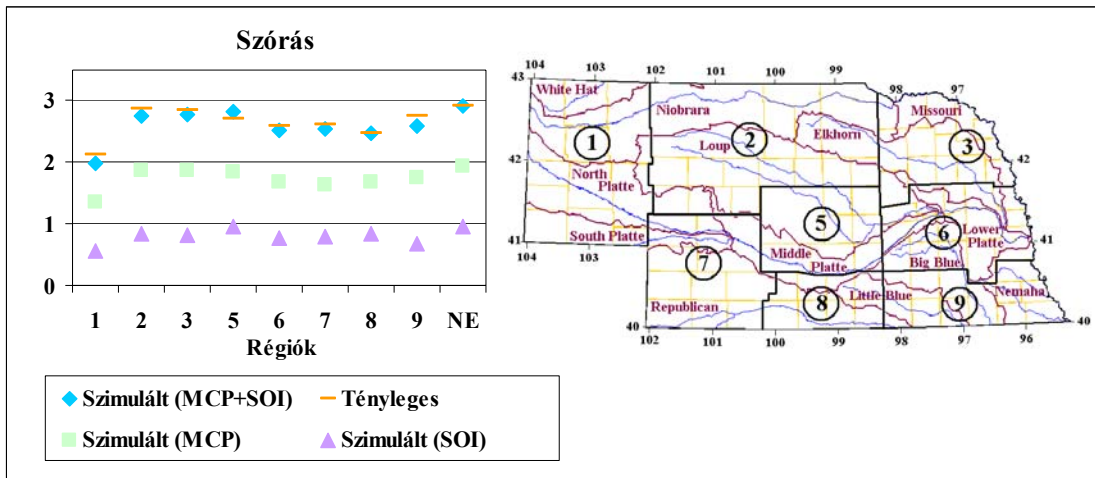 Szórás
3
2
1
0
1 2 3 5 6 7 8 9 NE
Régiók
Szimulált (MCP+SOI)
Tényleges
Szimulált (MCP)
Szimulált (SOI)
104 103 102 101 100 99
43
98 97
White Hat
Niobrara
Missouri
Elkhorn
1
2
3
Loup
42
42
North
Platte
5
6
Lower
Platte
41
South Platte
41
104 103
7
Middle
Platte
Big Blue
Republican
8
Little Blue
9
Nemaha
40
40
102 101 100 99 98 97 96